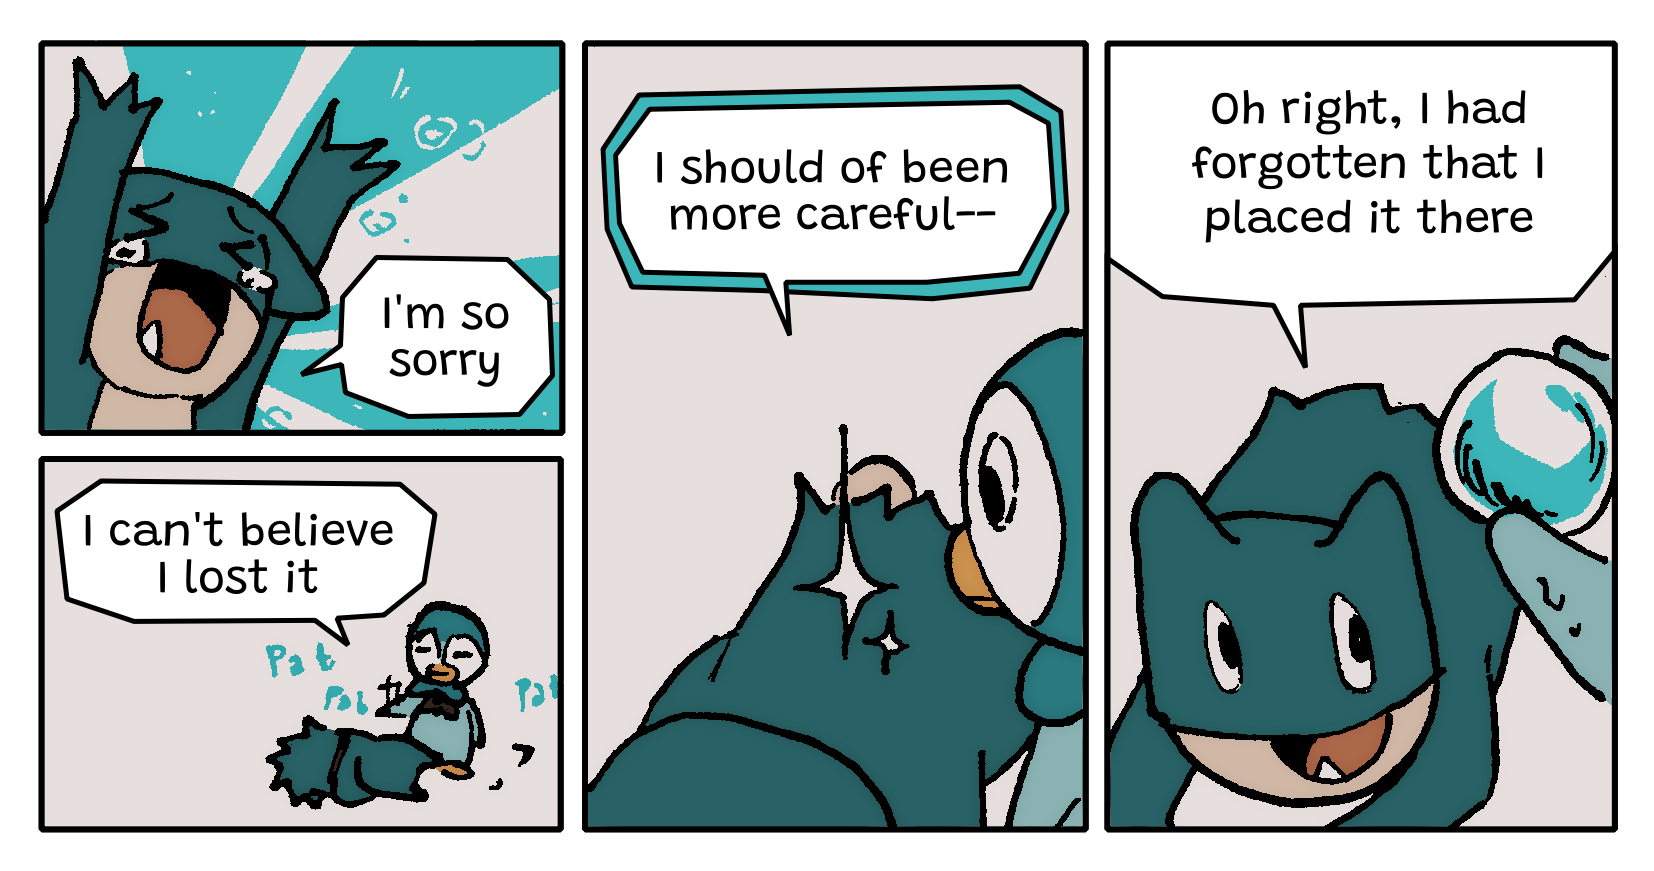 I'm so
sorry
I can't believe
I lost it
Pat
Pat
Pat
I should of been
more careful--
Oh right, I had
forgotten that I
placed it there